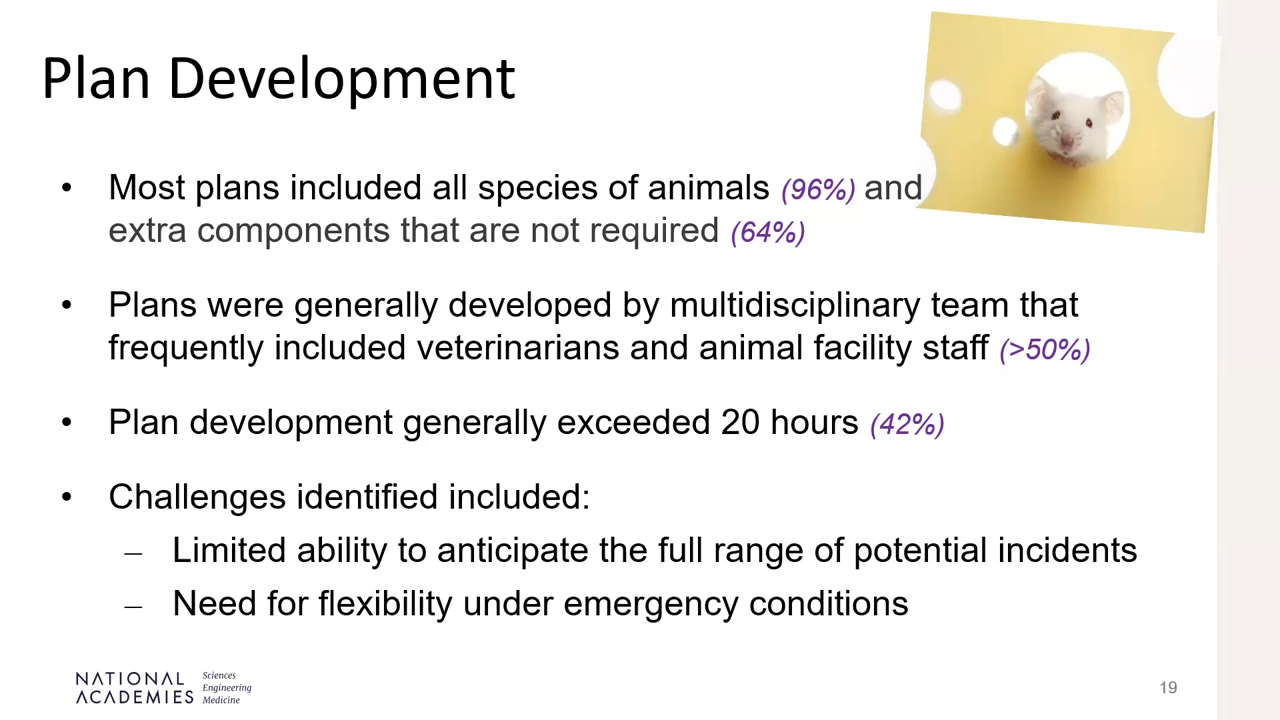 Plan Development
• Most plans included all species of animals (96%) and
extra components that are not required (64%)
• Plans were generally developed by multidisciplinary team that
frequently included veterinarians and animal facility staff (>50%)
• Plan development generally exceeded 20 hours (42%)
• Challenges identified included:
– Limited ability to anticipate the full range of potential incidents
– Need for flexibility under emergency conditions
NATIONAL
ACADEMIES
Sciences
Engineering
Medicine
19